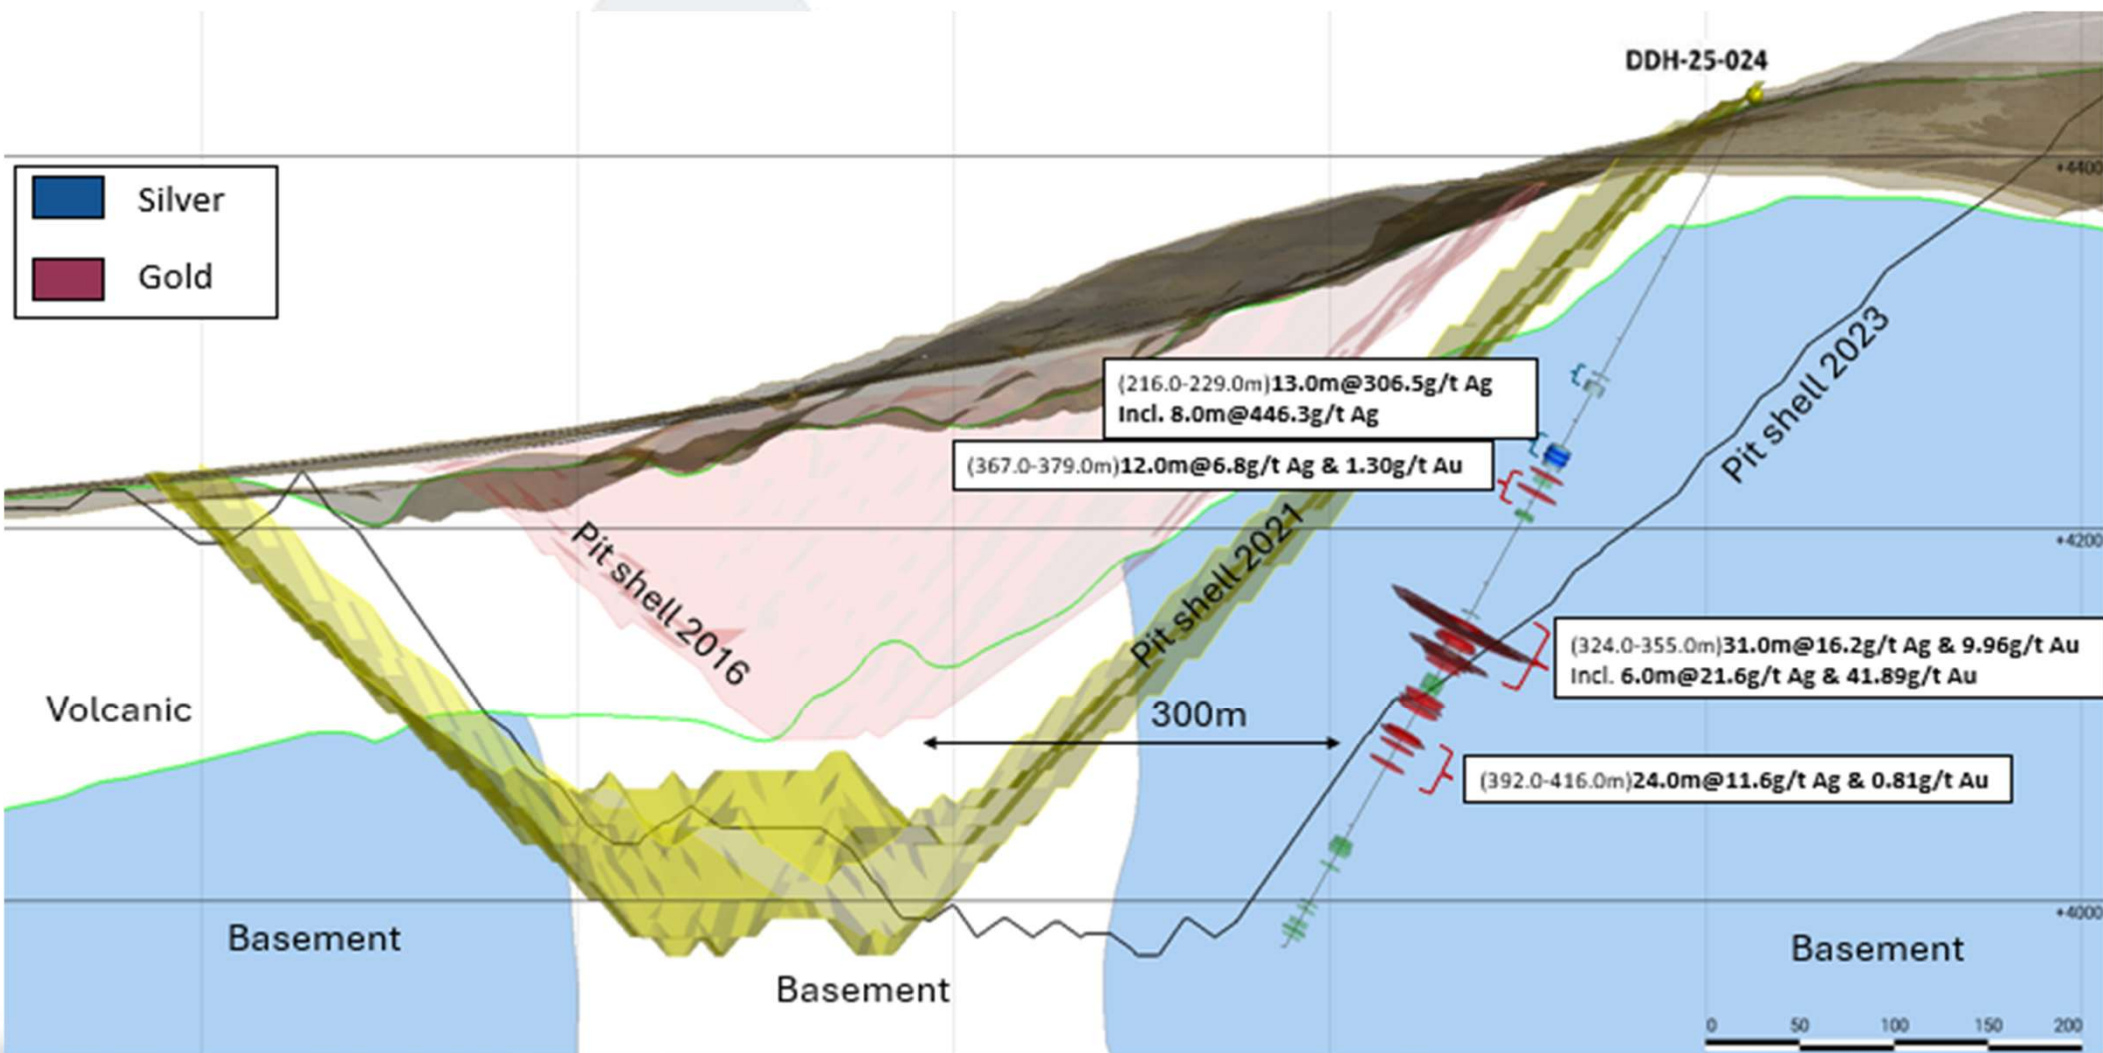 DDH-25-024
+4400
Silver
Gold
Pit shell 2023
(216.0-229.0m)13.0m@306.5g/t Ag
Incl. 8.0m@446.3g/t Ag
(367.0-379.0m)12.0m@6.8g/t Ag & 1.30g/t Au
+4200
Pit shell 2016
Pit shell 2021
(324.0-355.0m)31.0m@16.2g/t Ag & 9.96g/t Au
Incl. 6.0m@21.6g/t Ag & 41.89g/t Au
Volcanic
300m
(392.0-416.0m)24.0m@11.6g/t Ag & 0.81g/t Au
+4000
Basement
Basement
Basement
0 50 100 150 200